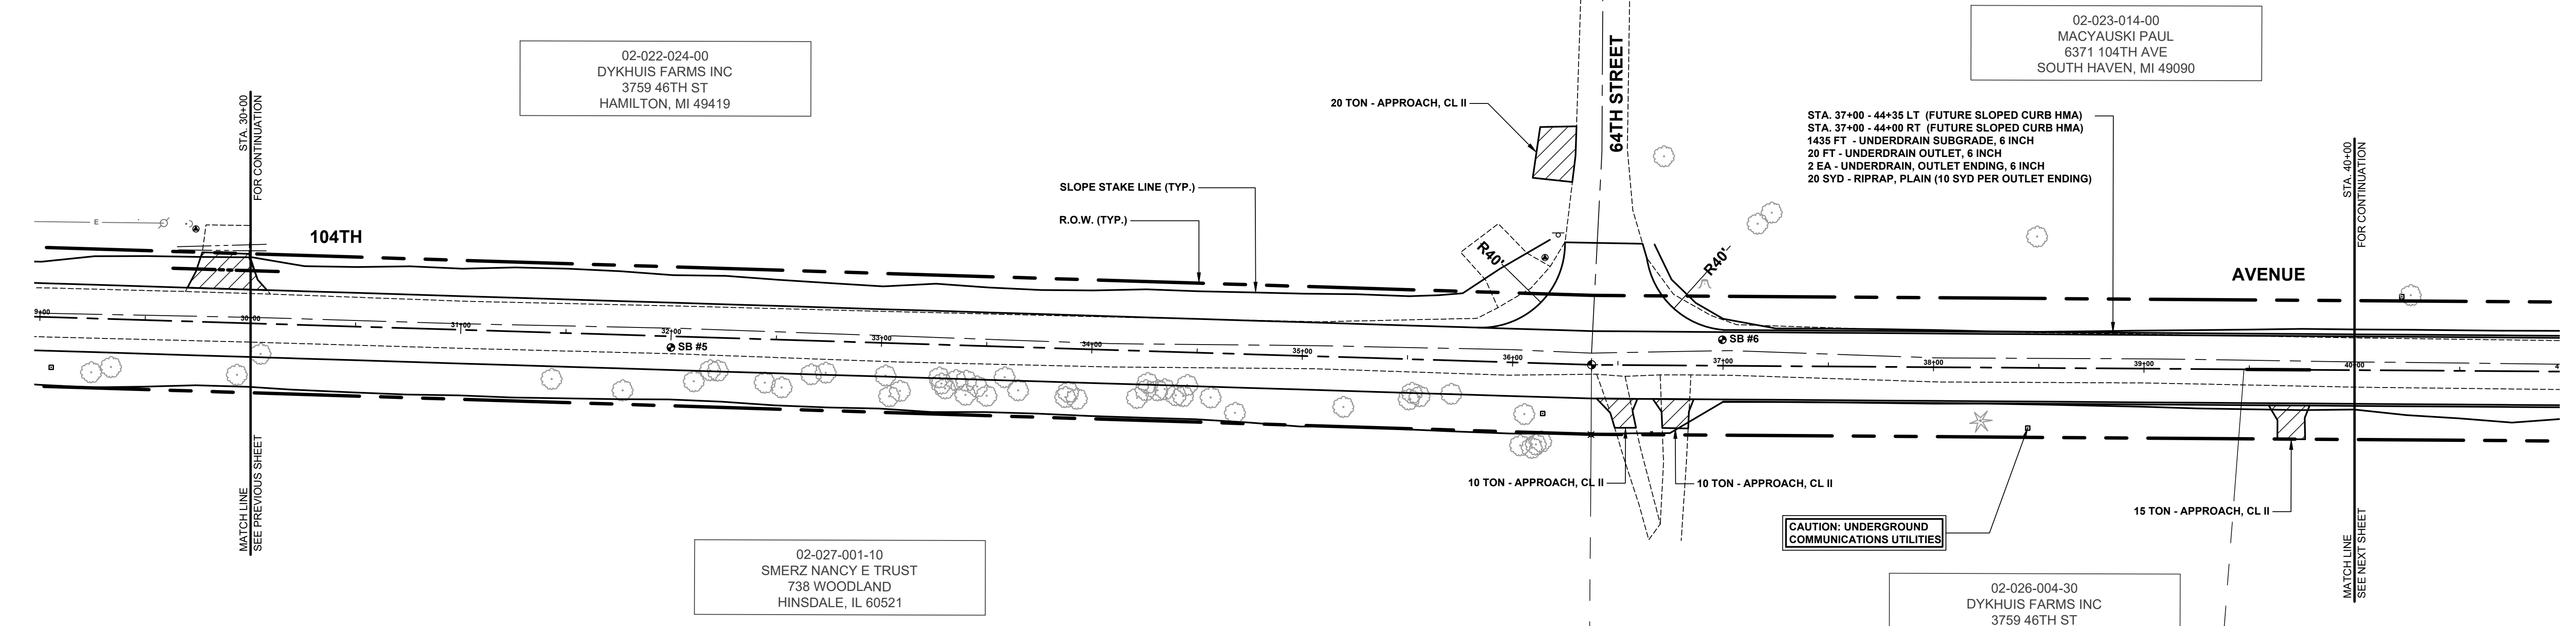 02-022-024-00
DYKHUIS FARMS INC
3759 46TH ST
HAMILTON, MI 49419
02-023-014-00
MACYAUSKI PAUL
6371 104TH AVE
SOUTH HAVEN, MI 49090
STA. 30+00
FOR CONTINUATION
MATCH LINE
SEE PREVIOUS SHEET
E
104TH
SLOPE STAKE LINE (TYP.)
R.O.W. (TYP.)
20 TON - APPROACH, CL II
64TH STREET
R40'
R40'
STA. 37+00 - 44+35 LT (FUTURE SLOPED CURB HMA)
STA. 37+00 - 44+00 RT (FUTURE SLOPED CURB HMA)
1435 FT - UNDERDRAIN SUBGRADE, 6 INCH
20 FT - UNDERDRAIN OUTLET, 6 INCH
2 EA - UNDERDRAIN, OUTLET ENDING, 6 INCH
20 SYD - RIPRAP, PLAIN (10 SYD PER OUTLET ENDING)
STA. 40+00
FOR CONTINUATION
AVENUE
9+00
30+00
31+00
32+00
33+00
34+00
35+00
36+00
37+00
38+00
39+00
40+00
4
SB #5
SB #6
10 TON - APPROACH, CL II
10 TON - APPROACH, CL II
15 TON - APPROACH, CL II
CAUTION: UNDERGROUND
COMMUNICATIONS UTILITIES
MATCH LINE
SEE NEXT SHEET
02-027-001-10
SMERZ NANCY E TRUST
738 WOODLAND
HINSDALE, IL 60521
02-026-004-30
DYKHUIS FARMS INC
3759 46TH ST